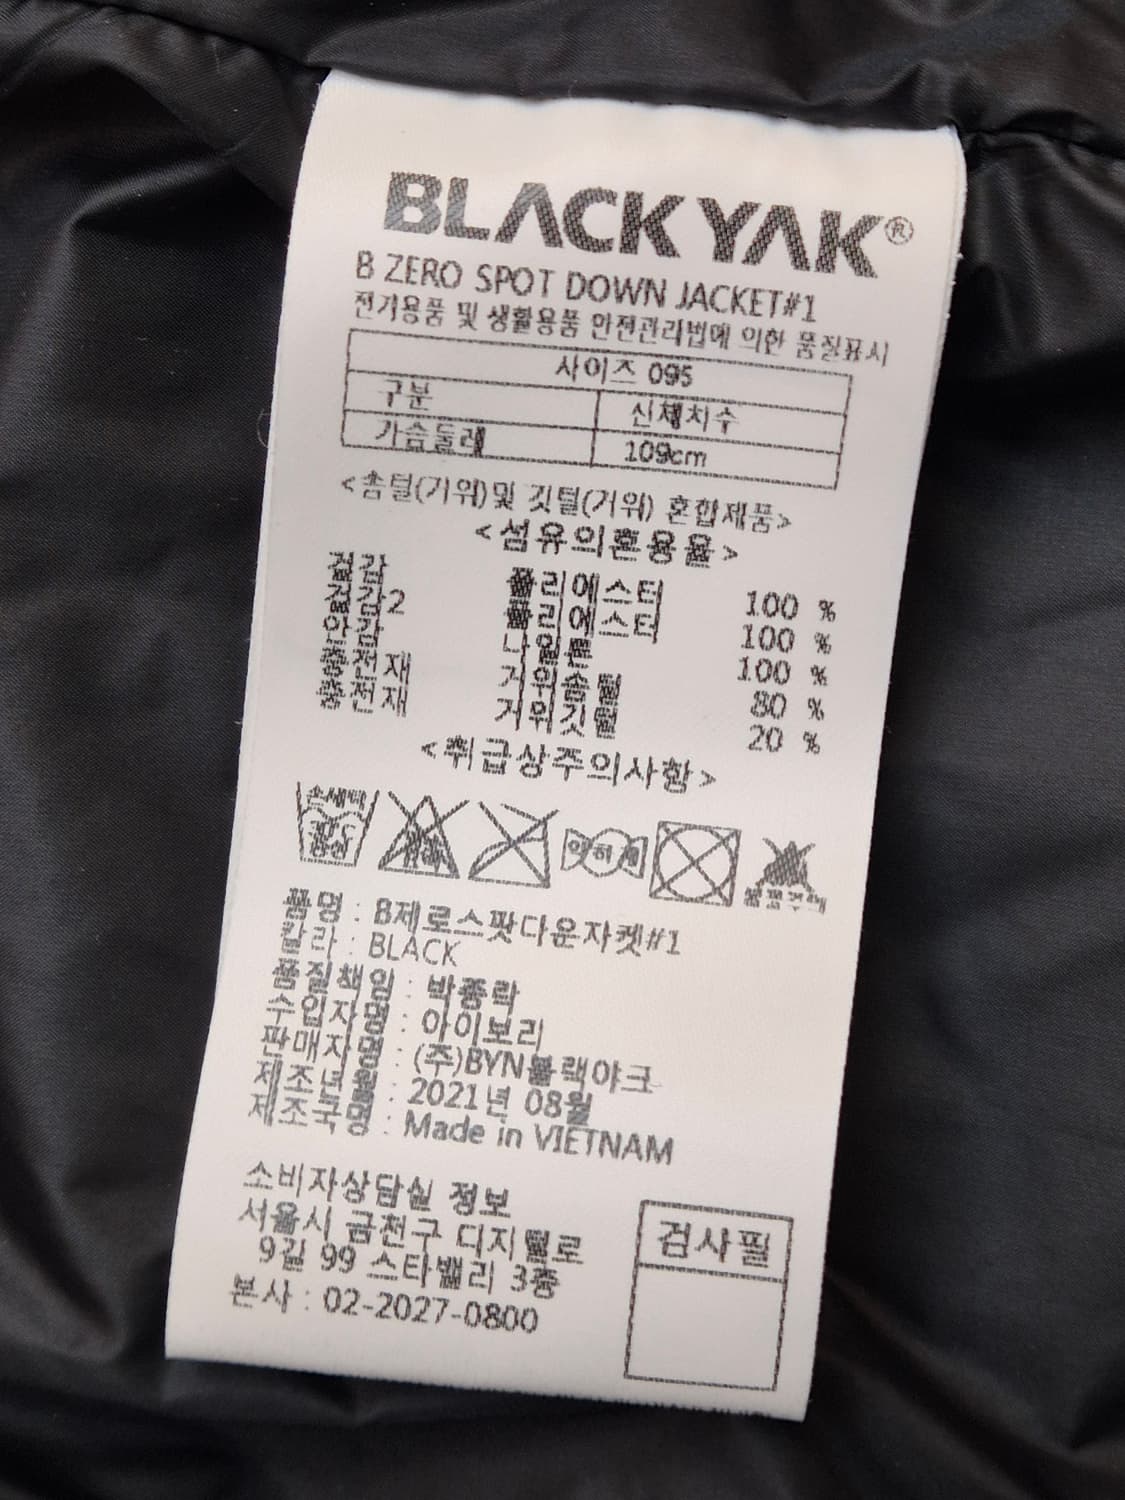 BLACKYAK®
B ZERO SPOT DOWN JACKET#1
전기용품 및 생활용품 안전관리법에 의한 품질표시
사이즈 095
구분 신체치수
가슴둘레 109cm
<솜털(거위)및 깃털(거위) 혼합제품>
<섬유의혼용율>
겉감 폴리에스터 100 %
겉감2 폴리에스터 100 %
안감 나일론 100 %
충전재 거위솜털 80 %
충전재 거위깃털 20 %
<취급상주의사항>
손세탁 약하게
중성
품명 : B제로스팟다운자켓#1
칼라 : BLACK
품질책임 : 박종락
수입자명 : 아이보리
판매자명 : (주)BYN블랙야크
제조년월 : 2021년 08월
제조국명 : Made in VIETNAM
소비자상담실 정보
서울시 금천구 디지털로
9길 99 스타밸리 3층
본사 : 02-2027-0800
검사필